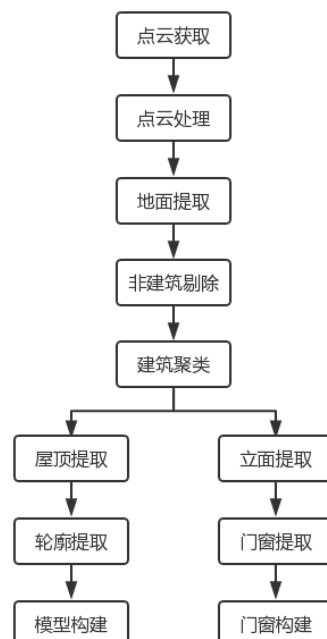 点云获取
点云处理
地面提取
非建筑剔除
建筑聚类
屋顶提取
立面提取
轮廓提取
门窗提取
模型构建
门窗构建